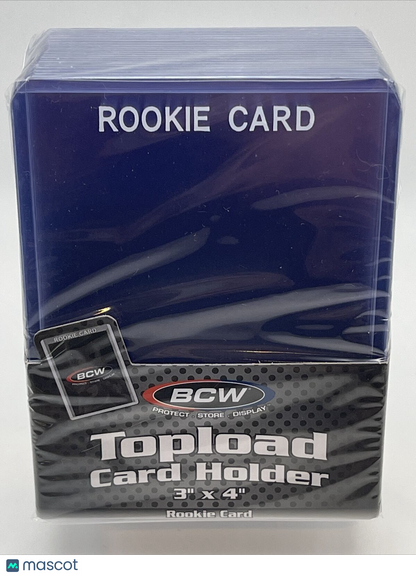 ROOKIE CARD
ROOKIE CARD
BCW
BCW
PROTECT STORE DISPLAY
Topload
Card Holder
3" x 4"
Rookie Card
mascot